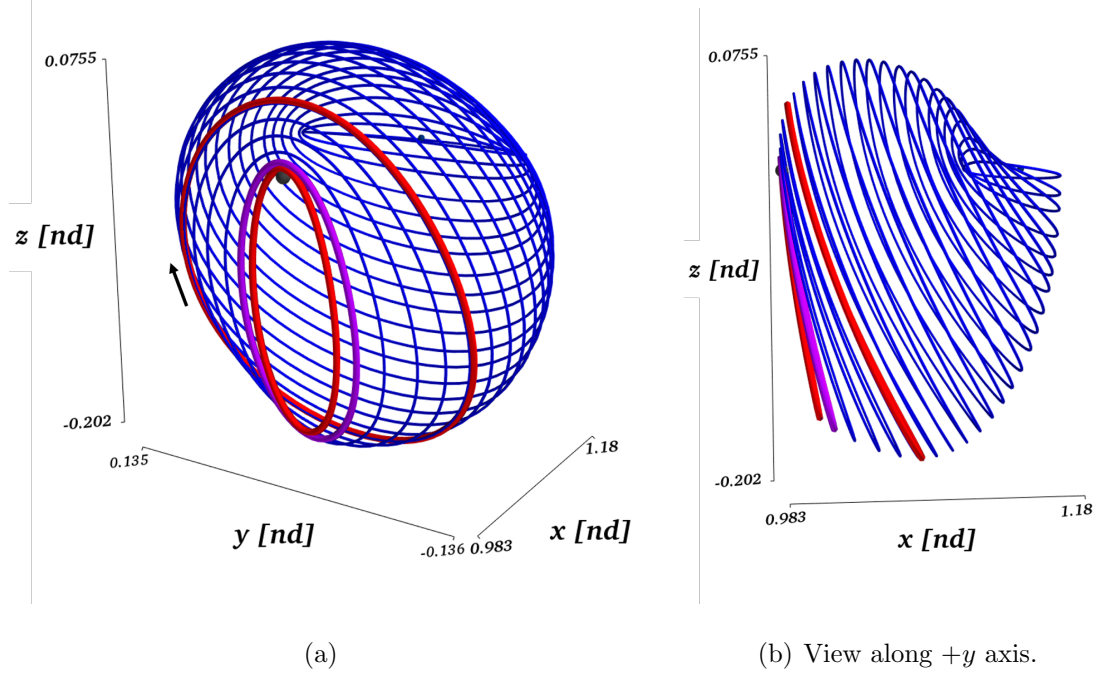 0.0755
z [nd]
-0.202
0.135
y [nd]
-0.136
0.983
x [nd]
1.18
(a)
0.0755
z [nd]
-0.202
0.983
x [nd]
1.18
(b) View along +y axis.